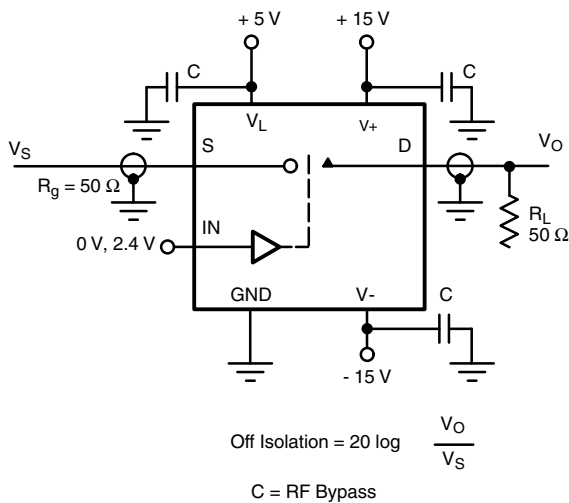 + 5 V
+ 15 V
C
C
V_L
V+
V_S
S
D
V_O
R_g = 50 Ω
R_L
50 Ω
IN
0 V, 2.4 V
GND
V-
C
- 15 V
Off Isolation = 20 log V_O
V_S
C = RF Bypass